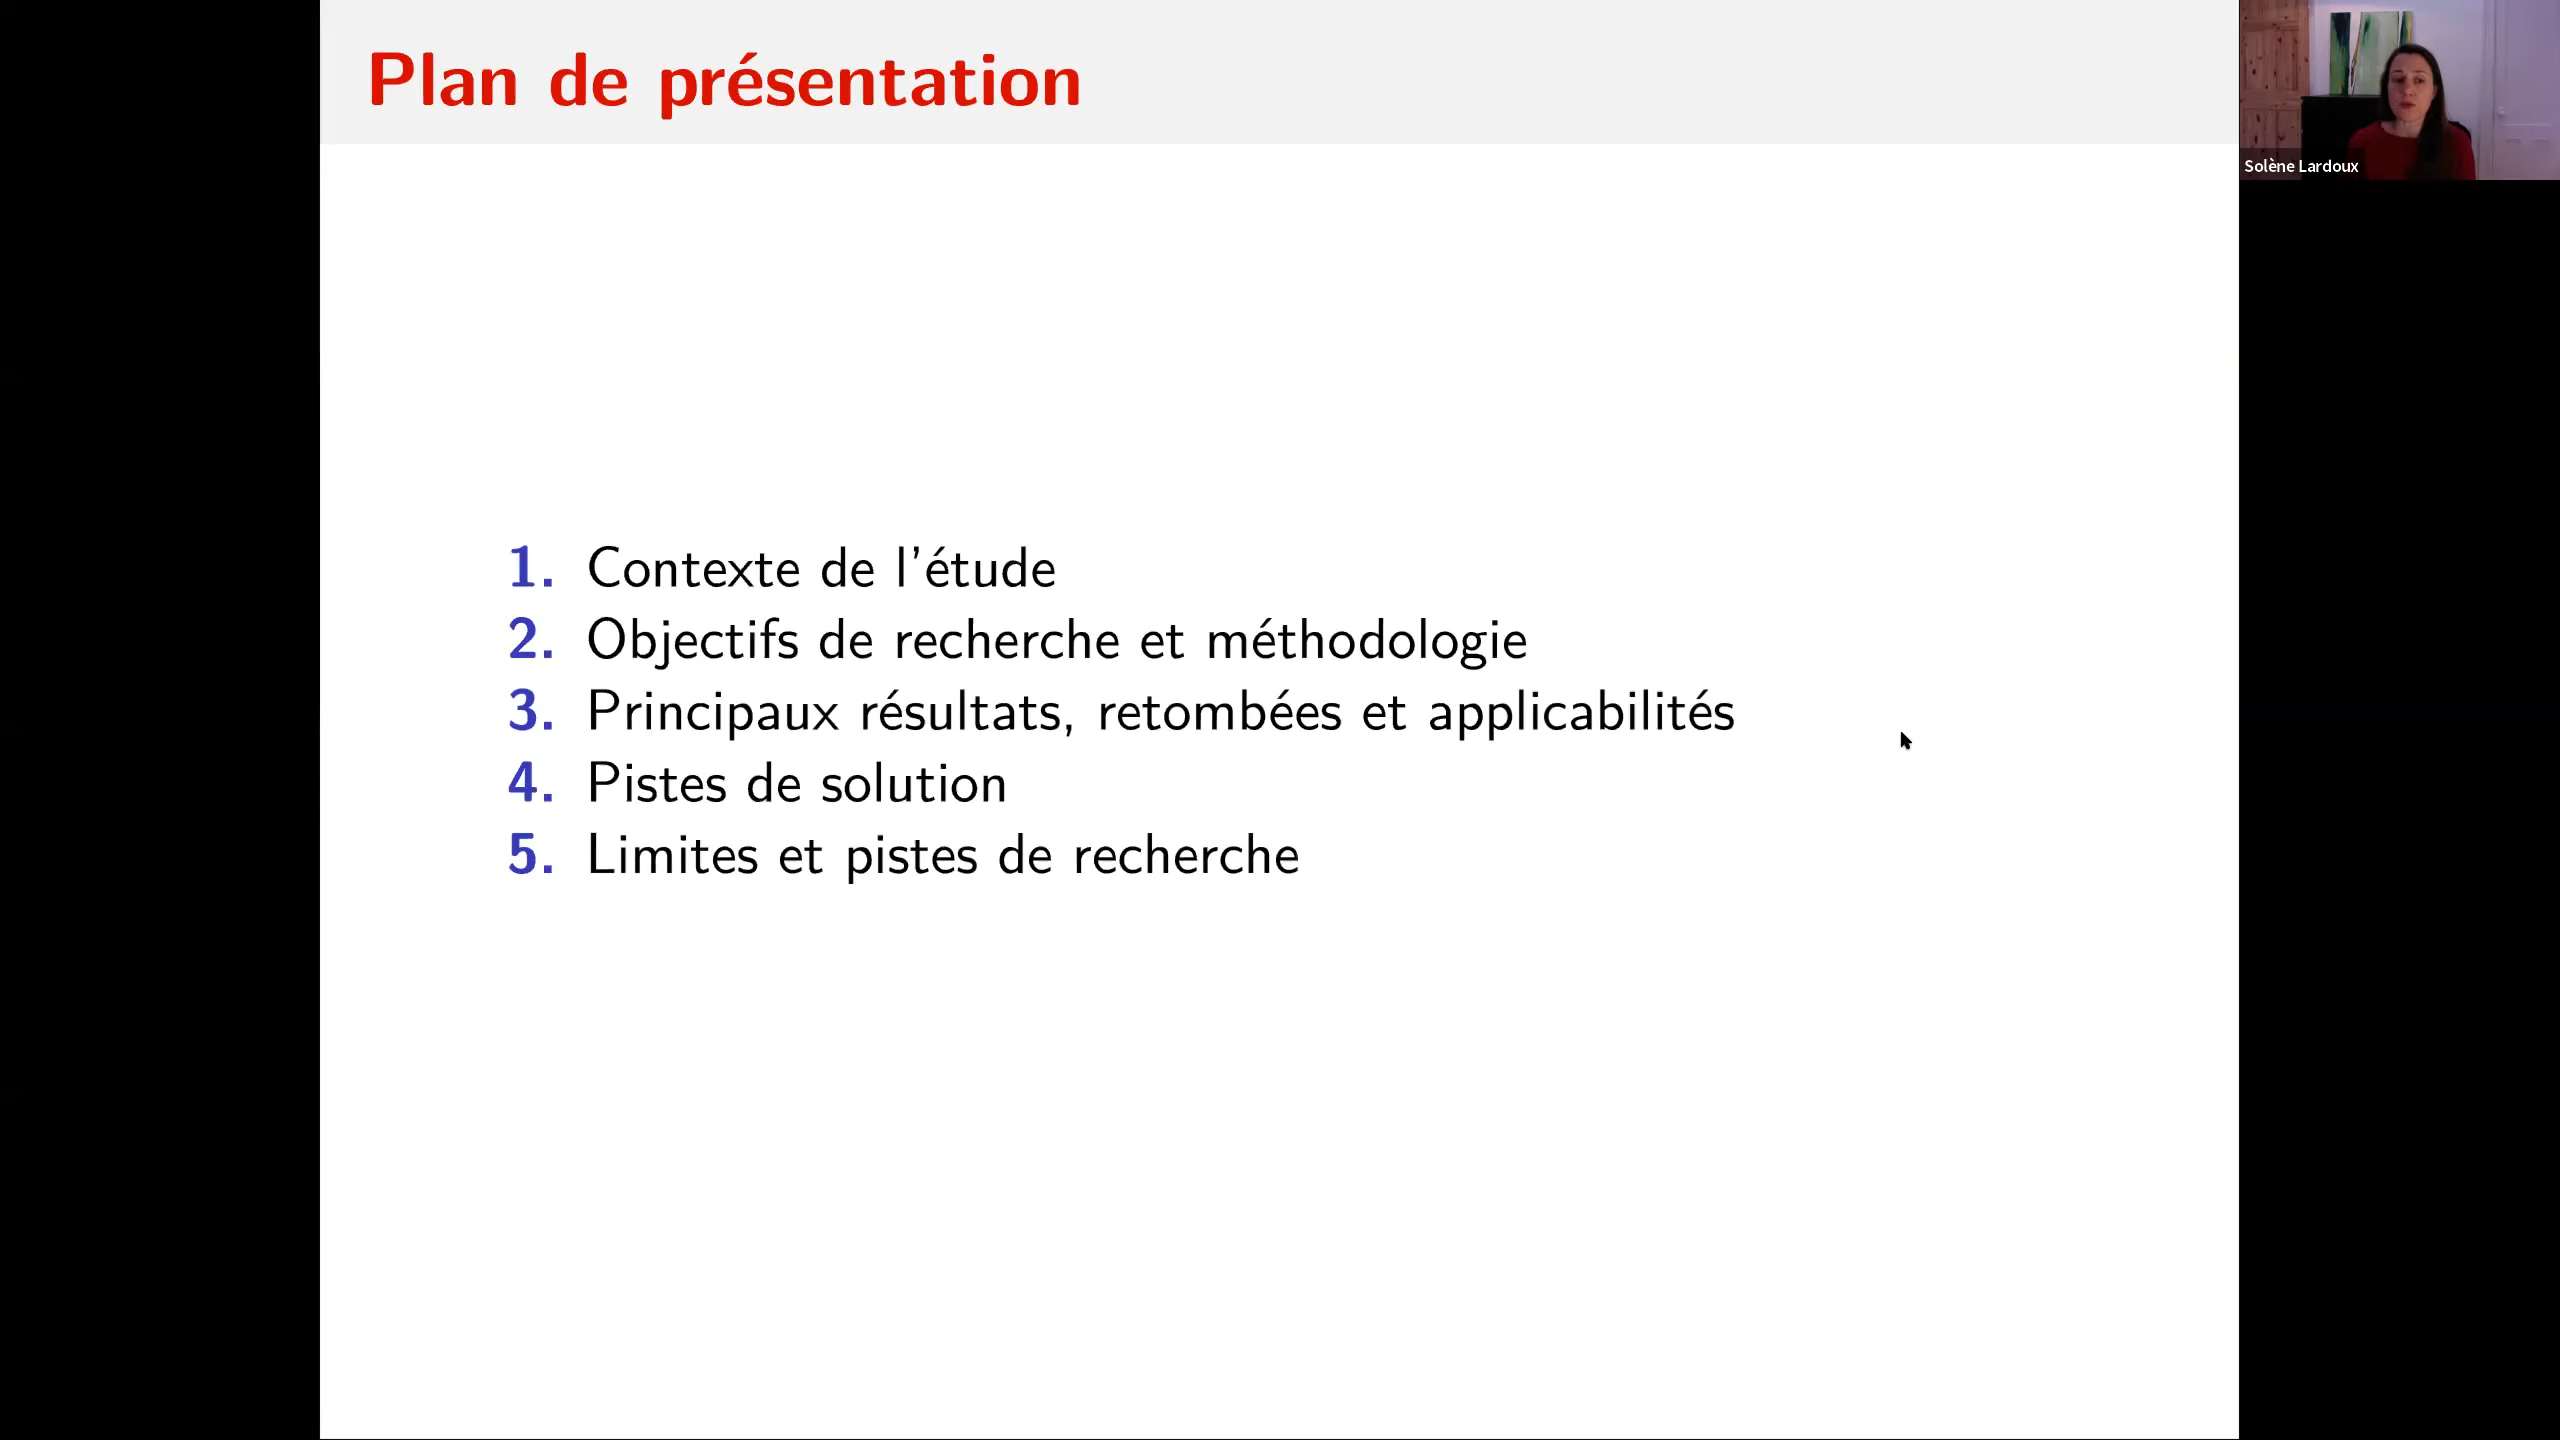 Plan de présentation
Solène Lardoux
1. Contexte de l'étude
2. Objectifs de recherche et méthodologie
3. Principaux résultats, retombées et applicabilités
4. Pistes de solution
5. Limites et pistes de recherche